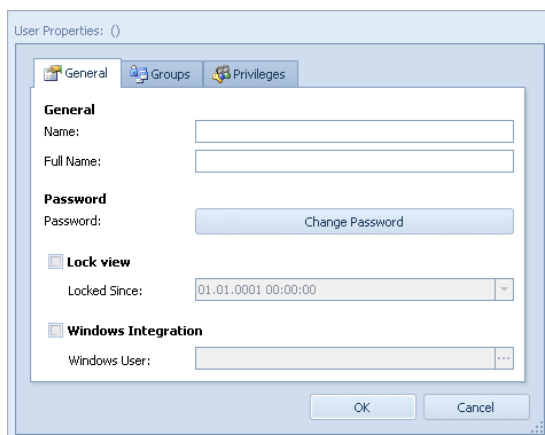 User Properties: ()
General Groups Privileges
General
Name:
Full Name:
Password
Password: Change Password
Lock view
Locked Since: 01.01.0001 00:00:00
Windows Integration
Windows User: ...
OK Cancel